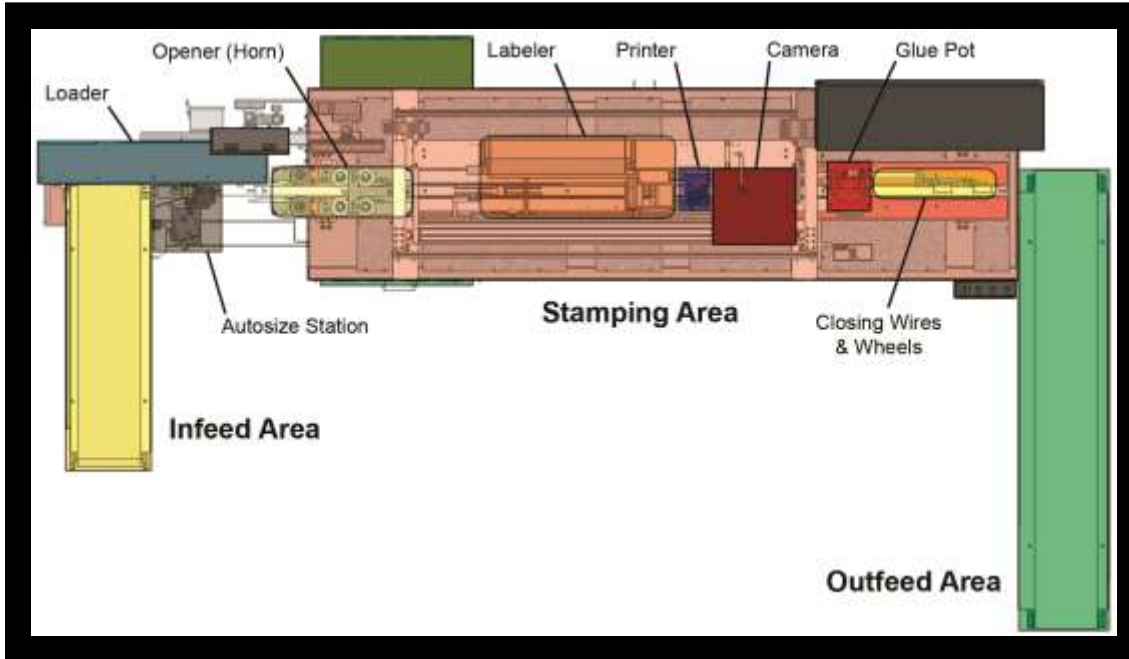 Opener (Horn)
Labeler
Printer
Camera
Glue Pot
Loader
Autosize Station
Stamping Area
Closing Wires
& Wheels
Infeed Area
Outfeed Area